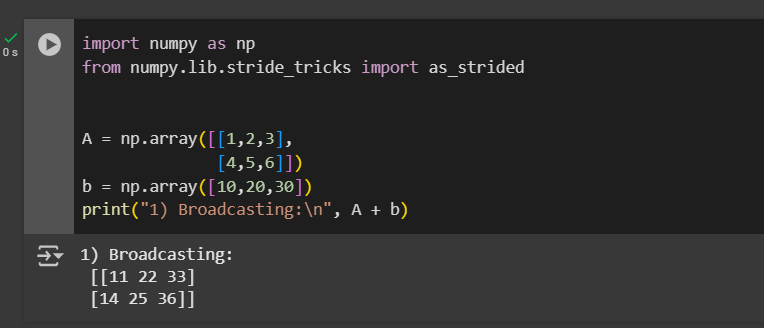 import numpy as np
0s
from numpy.lib.stride_tricks import as_strided
A = np.array([[1,2,3],
[4,5,6]])
b = np.array([10,20,30])
print("1) Broadcasting:\n", A + b)
1) Broadcasting:
[[11 22 33]
[14 25 36]]